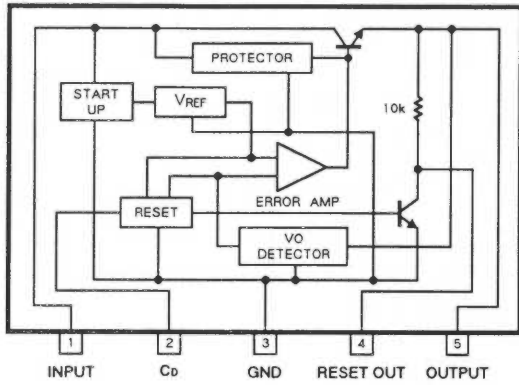 PROTECTOR
START
UP
VREF
10k
ERROR AMP
RESET
VO
DETECTOR
1
2
3
4
5
INPUT
CD
GND
RESET OUT
OUTPUT